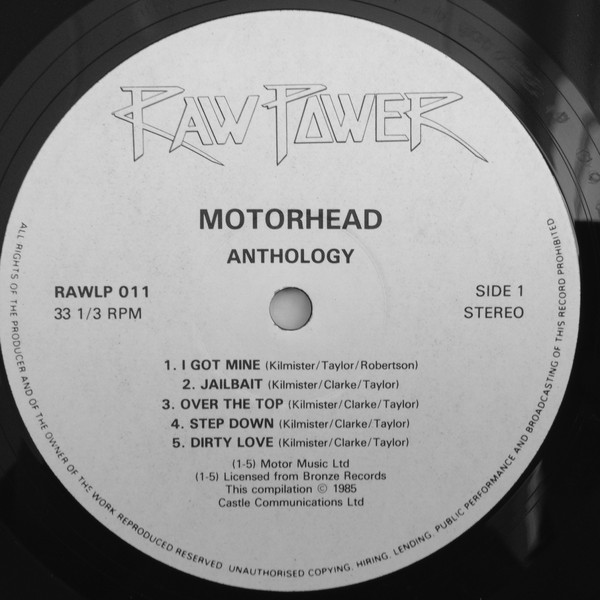 RAW POWER
MOTORHEAD
ANTHOLOGY
RAWLP 011
33 1/3 RPM
SIDE 1
STEREO
1. I GOT MINE (Kilmister/Taylor/Robertson)
2. JAILBAIT (Kilmister/Clarke/Taylor)
3. OVER THE TOP (Kilmister/Clarke/Taylor)
4. STEP DOWN (Kilmister/Clarke/Taylor)
5. DIRTY LOVE (Kilmister/Clarke/Taylor)
(1-5) Motor Music Ltd
(1-5) Licensed from Bronze Records
This compilation © 1985
Castle Communications Ltd
ALL RIGHTS OF THE PRODUCER AND OF THE OWNER OF THE WORK REPRODUCED RESERVED. UNAUTHORISED COPYING, HIRING, LENDING, PUBLIC PERFORMANCE AND BROADCASTING OF THIS RECORD PROHIBITED